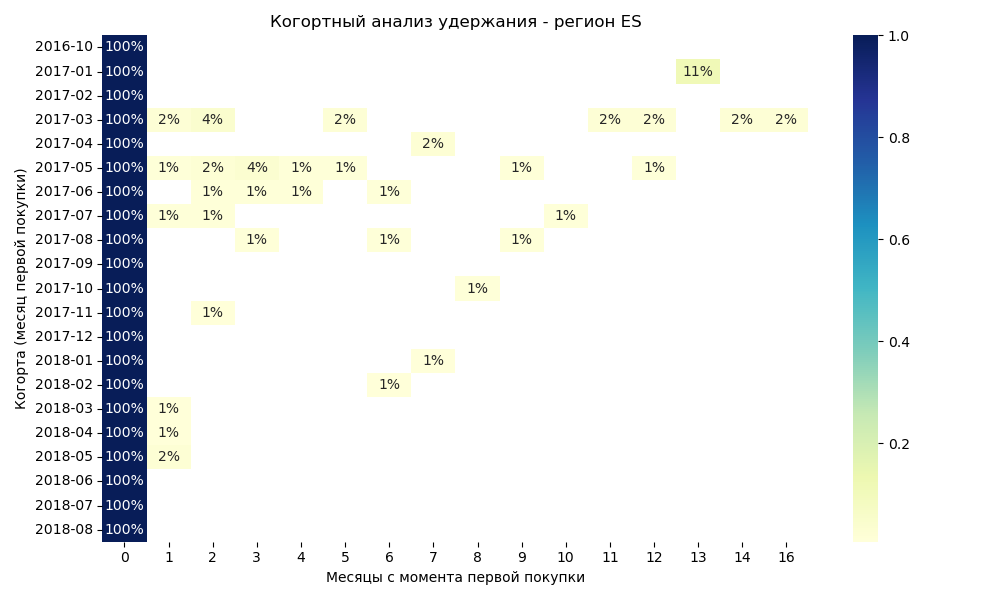 Когортный анализ удержания - регион ES
Когорта (месяц первой покупки)
2016-10 100%
2017-01 100% 11%
2017-02 100%
2017-03 100% 2% 4% 2% 2% 2% 2% 2%
2017-04 100% 2%
2017-05 100% 1% 2% 4% 1% 1% 1% 1%
2017-06 100% 1% 1% 1% 1%
2017-07 100% 1% 1% 1%
2017-08 100% 1% 1% 1%
2017-09 100%
2017-10 100% 1%
2017-11 100% 1%
2017-12 100%
2018-01 100% 1%
2018-02 100% 1%
2018-03 100% 1%
2018-04 100% 1%
2018-05 100% 2%
2018-06 100%
2018-07 100%
2018-08 100%
0 1 2 3 4 5 6 7 8 9 10 11 12 13 14 16
Месяцы с момента первой покупки
1.0
0.8
0.6
0.4
0.2